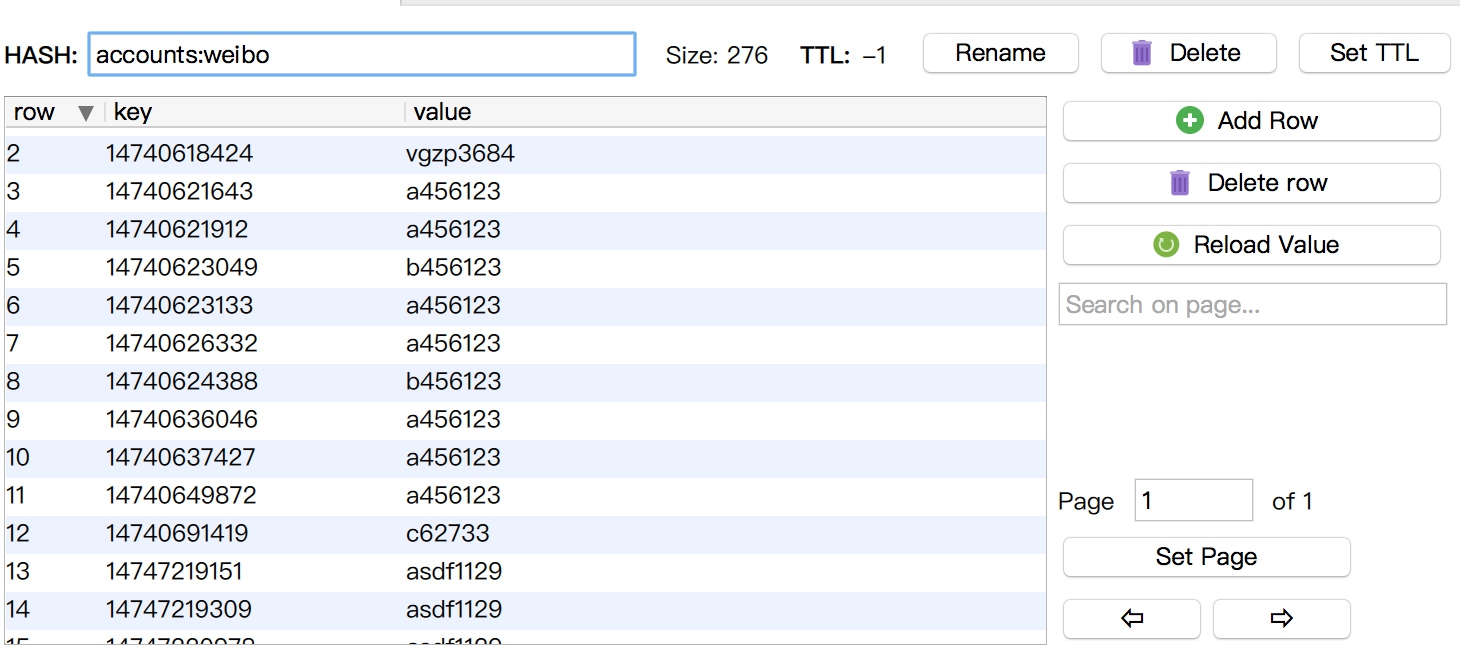 HASH: accounts:weibo Size: 276 TTL: –1 Rename Delete Set TTL
row key value
2 14740618424 vgzp3684
3 14740621643 a456123
4 14740621912 a456123
5 14740623049 b456123
6 14740623133 a456123
7 14740626332 a456123
8 14740624388 b456123
9 14740636046 a456123
10 14740637427 a456123
11 14740649872 a456123
12 14740691419 c62733
13 14747219151 asdf1129
14 14747219309 asdf1129
Add Row
Delete row
Reload Value
Search on page...
Page 1 of 1
Set Page